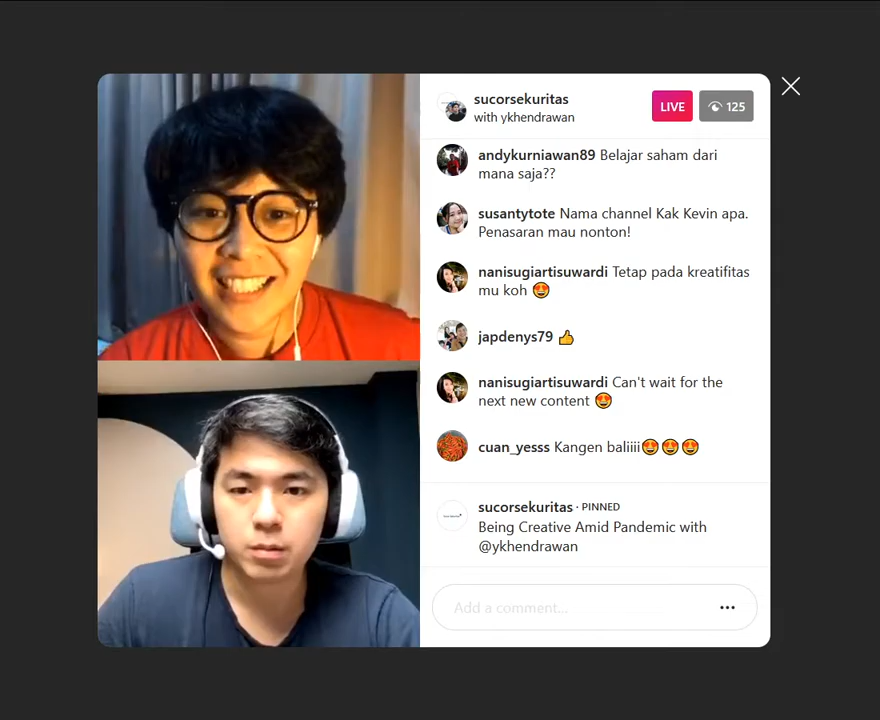 sucorsekuritas
with ykhendrawan
LIVE
125
andykurniawan89 Belajar saham dari
mana saja??
susantytote Nama channel Kak Kevin apa.
Penasaran mau nonton!
nanisugiartisuwardi Tetap pada kreatifitas
mu koh 😍
japdenys79 👍
nanisugiartisuwardi Can't wait for the
next new content 😍
cuan_yesss Kangen baliiii😍😍😍
sucorsekuritas · PINNED
Being Creative Amid Pandemic with
@ykhendrawan
Add a comment...